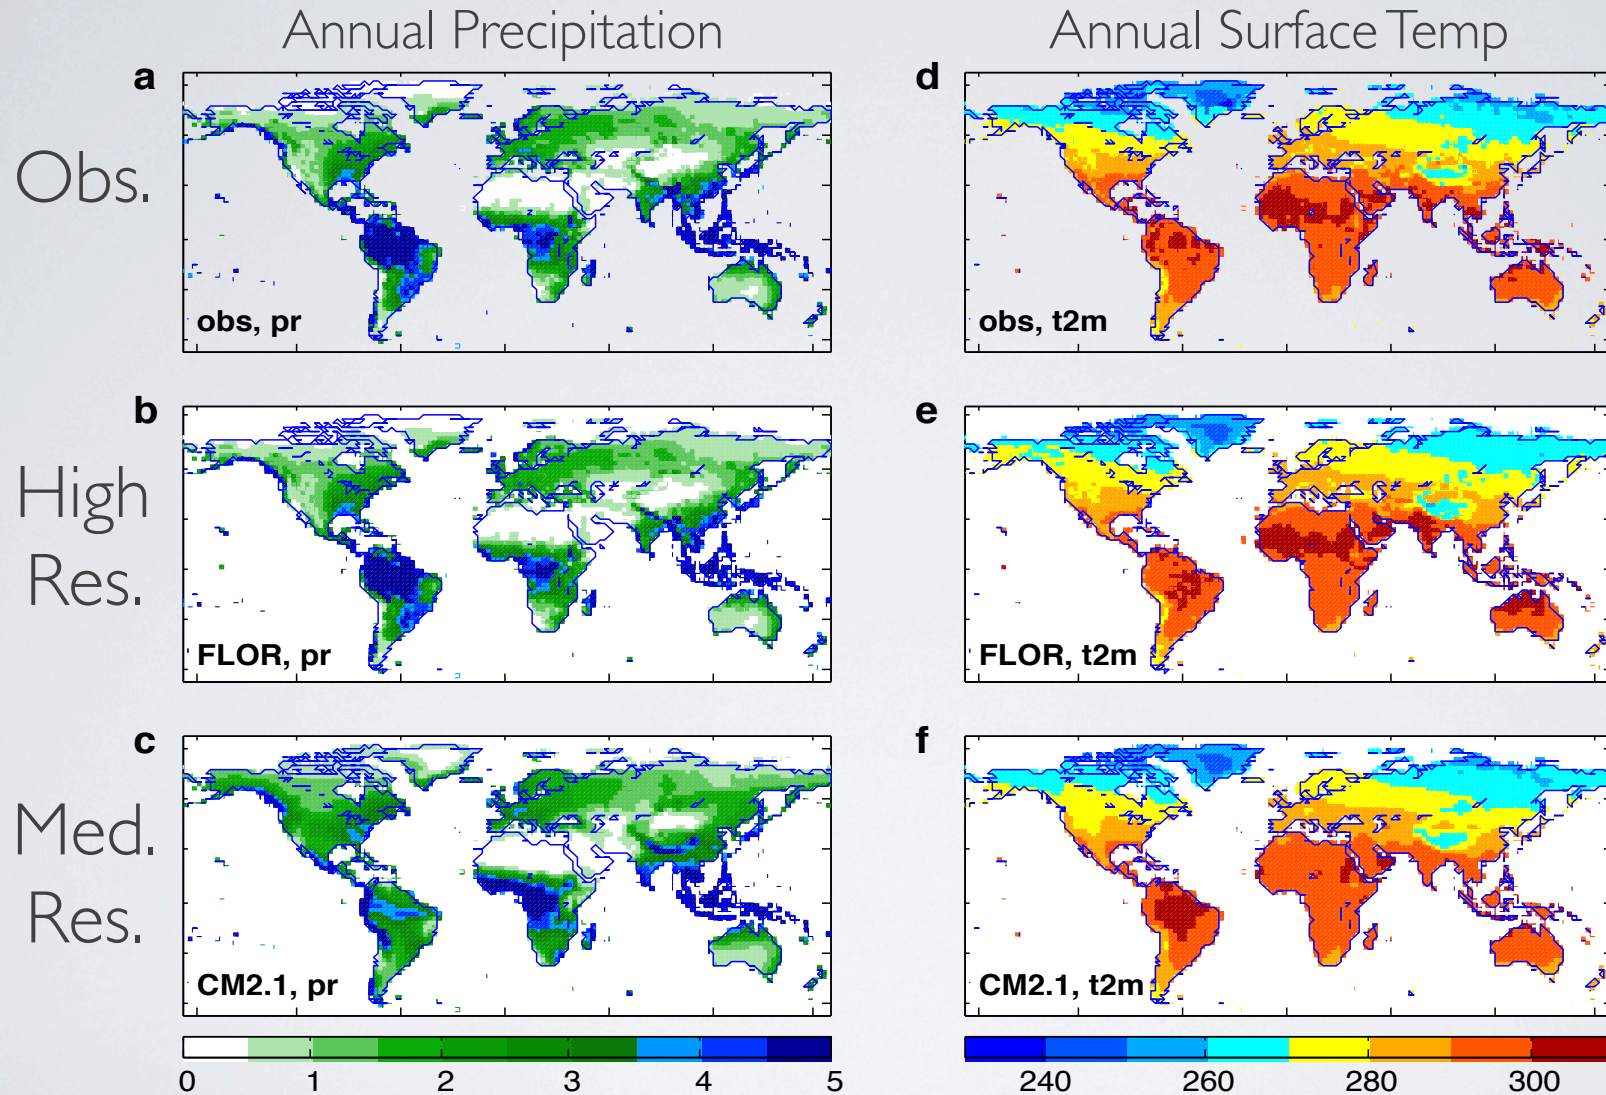 Annual Precipitation
Annual Surface Temp
a
d
Obs.
obs, pr
obs, t2m
b
e
High
Res.
FLOR, pr
FLOR, t2m
c
f
Med.
Res.
CM2.1, pr
CM2.1, t2m
0 1 2 3 4 5
240 260 280 300